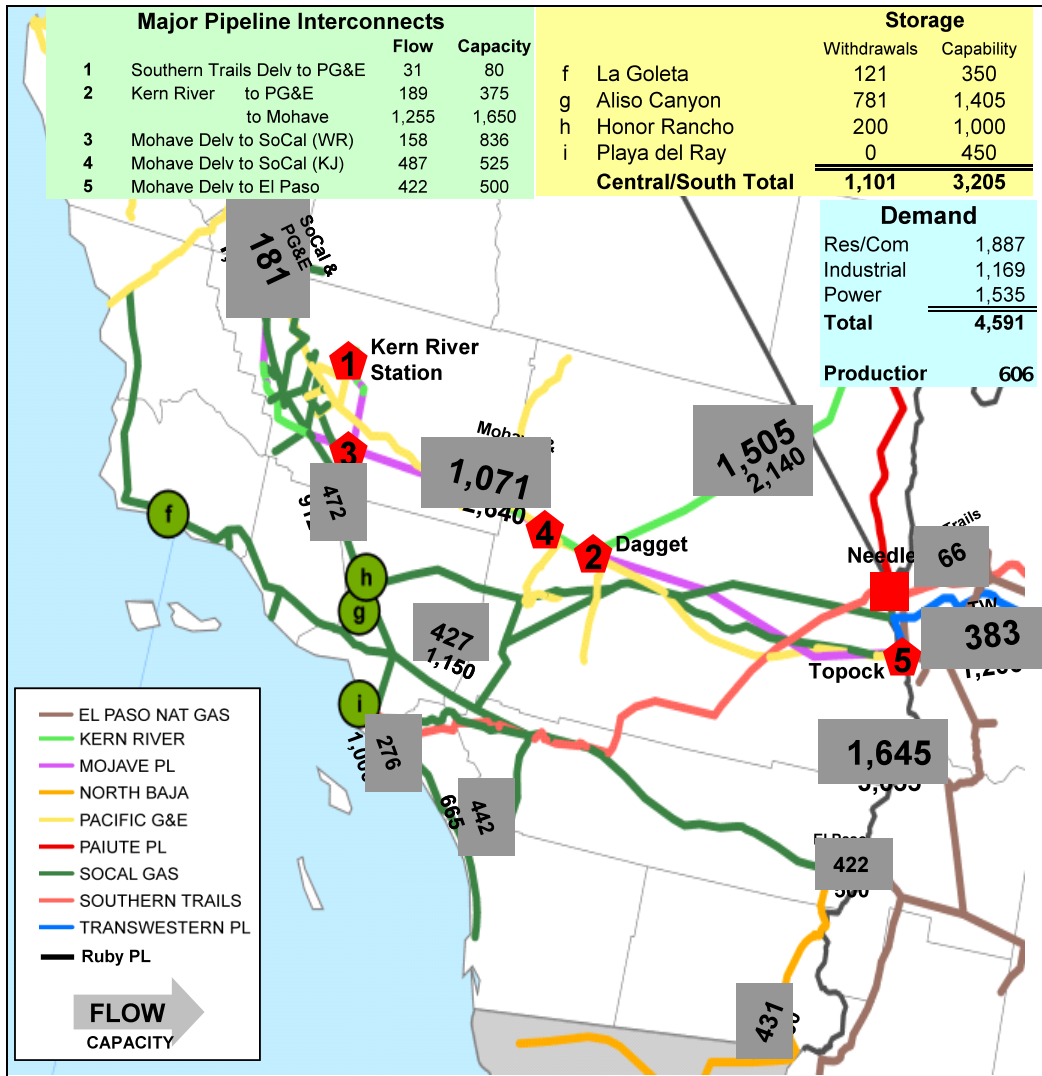 Major Pipeline Interconnects
Flow Capacity
1 Southern Trails Delv to PG&E 31 80
2 Kern River to PG&E 189 375
to Mohave 1,255 1,650
3 Mohave Delv to SoCal (WR) 158 836
4 Mohave Delv to SoCal (KJ) 487 525
5 Mohave Delv to El Paso 422 500
Storage
Withdrawals Capability
f La Goleta 121 350
g Aliso Canyon 781 1,405
h Honor Rancho 200 1,000
i Playa del Ray 0 450
Central/South Total 1,101 3,205
Demand
Res/Com 1,887
Industrial 1,169
Power 1,535
Total 4,591
Production 606
SoCal &
PG&E
181
1
Kern River
Station
3
472
1,071
2,640
1,505
2,140
4
2
Dagget
Needle
Trails
66
TW
383
5
Topock
f
h
g
i
427
1,150
276
442
665
1,645
El Paso
422
500
431
EL PASO NAT GAS
KERN RIVER
MOJAVE PL
NORTH BAJA
PACIFIC G&E
PAIUTE PL
SOCAL GAS
SOUTHERN TRAILS
TRANSWESTERN PL
Ruby PL
FLOW
CAPACITY